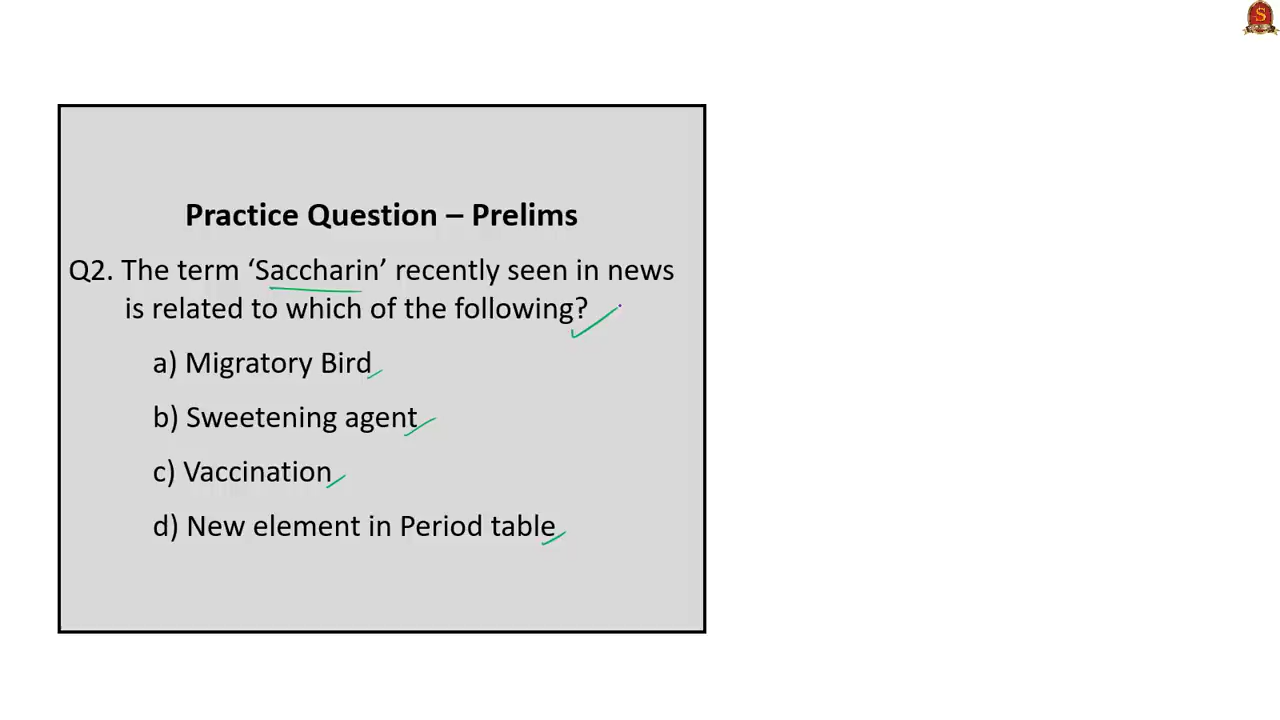 S
Practice Question – Prelims
Q2. The term ‘Saccharin’ recently seen in news
is related to which of the following?
a) Migratory Bird
b) Sweetening agent
c) Vaccination
d) New element in Period table